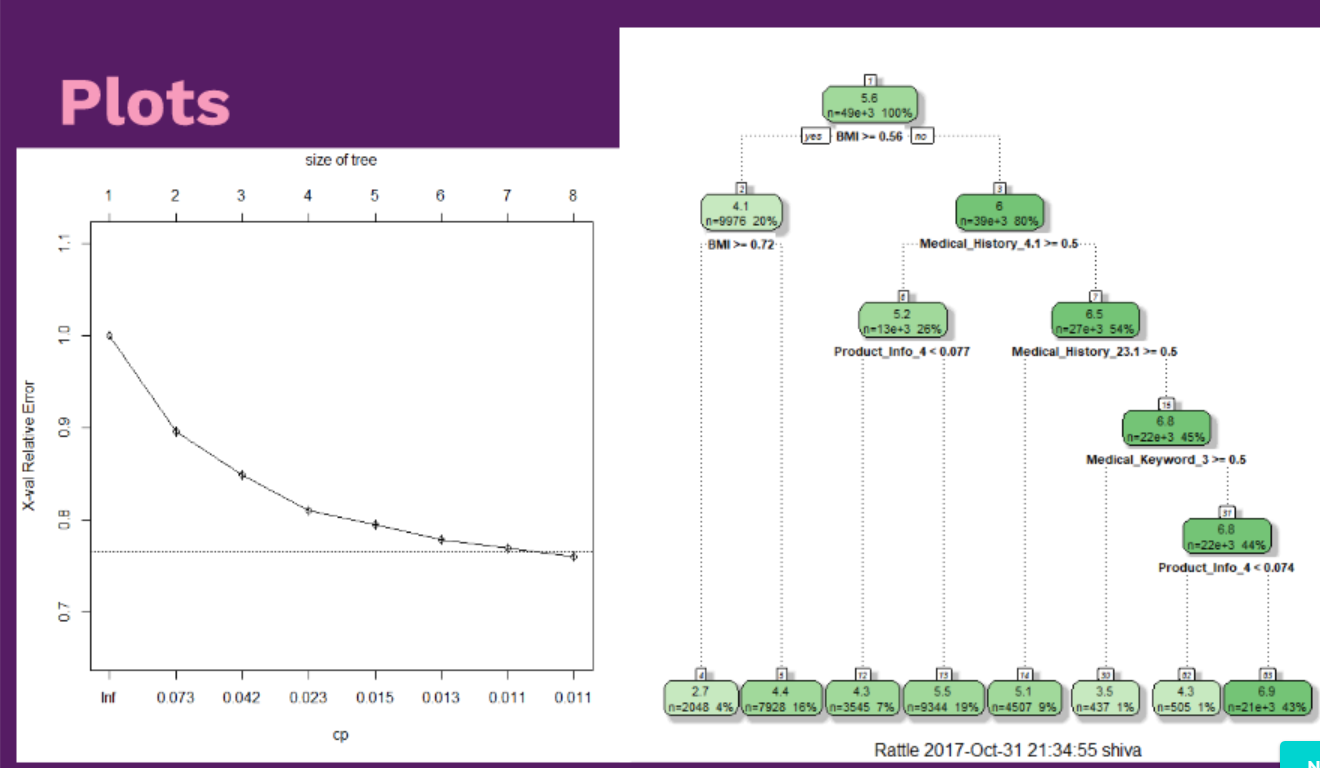 Plots
size of tree
1 2 3 4 5 6 7 8
X-val Relative Error
1.1
1.0
0.9
0.8
0.7
Inf 0.073 0.042 0.023 0.015 0.013 0.011 0.011
cp
1
5.6
n=49e+3 100%
yes BMI >= 0.56 no
2
4.1
n=9976 20%
BMI >= 0.72
3
6
n=39e+3 80%
Medical_History_4.1 >= 0.5
6
5.2
n=13e+3 26%
Product_Info_4 < 0.077
7
6.5
n=27e+3 54%
Medical_History_23.1 >= 0.5
15
6.8
n=22e+3 45%
Medical_Keyword_3 >= 0.5
31
6.8
n=22e+3 44%
Product_Info_4 < 0.074
4
2.7
n=2048 4%
5
4.4
n=7928 16%
12
4.3
n=3545 7%
13
5.5
n=9344 19%
14
5.1
n=4507 9%
30
3.5
n=437 1%
62
4.3
n=505 1%
63
6.9
n=21e+3 43%
Rattle 2017-Oct-31 21:34:55 shiva